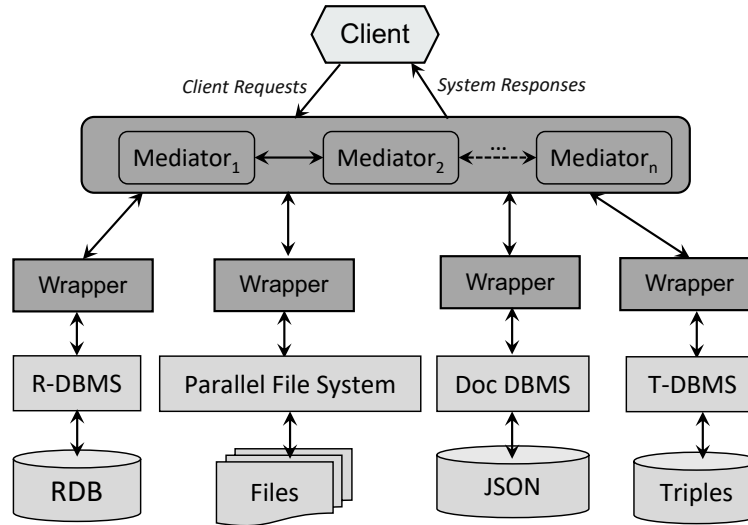 Client
Client Requests
System Responses
Mediator1
Mediator2
...
Mediatorn
Wrapper
Wrapper
Wrapper
Wrapper
R-DBMS
Parallel File System
Doc DBMS
T-DBMS
RDB
Files
JSON
Triples